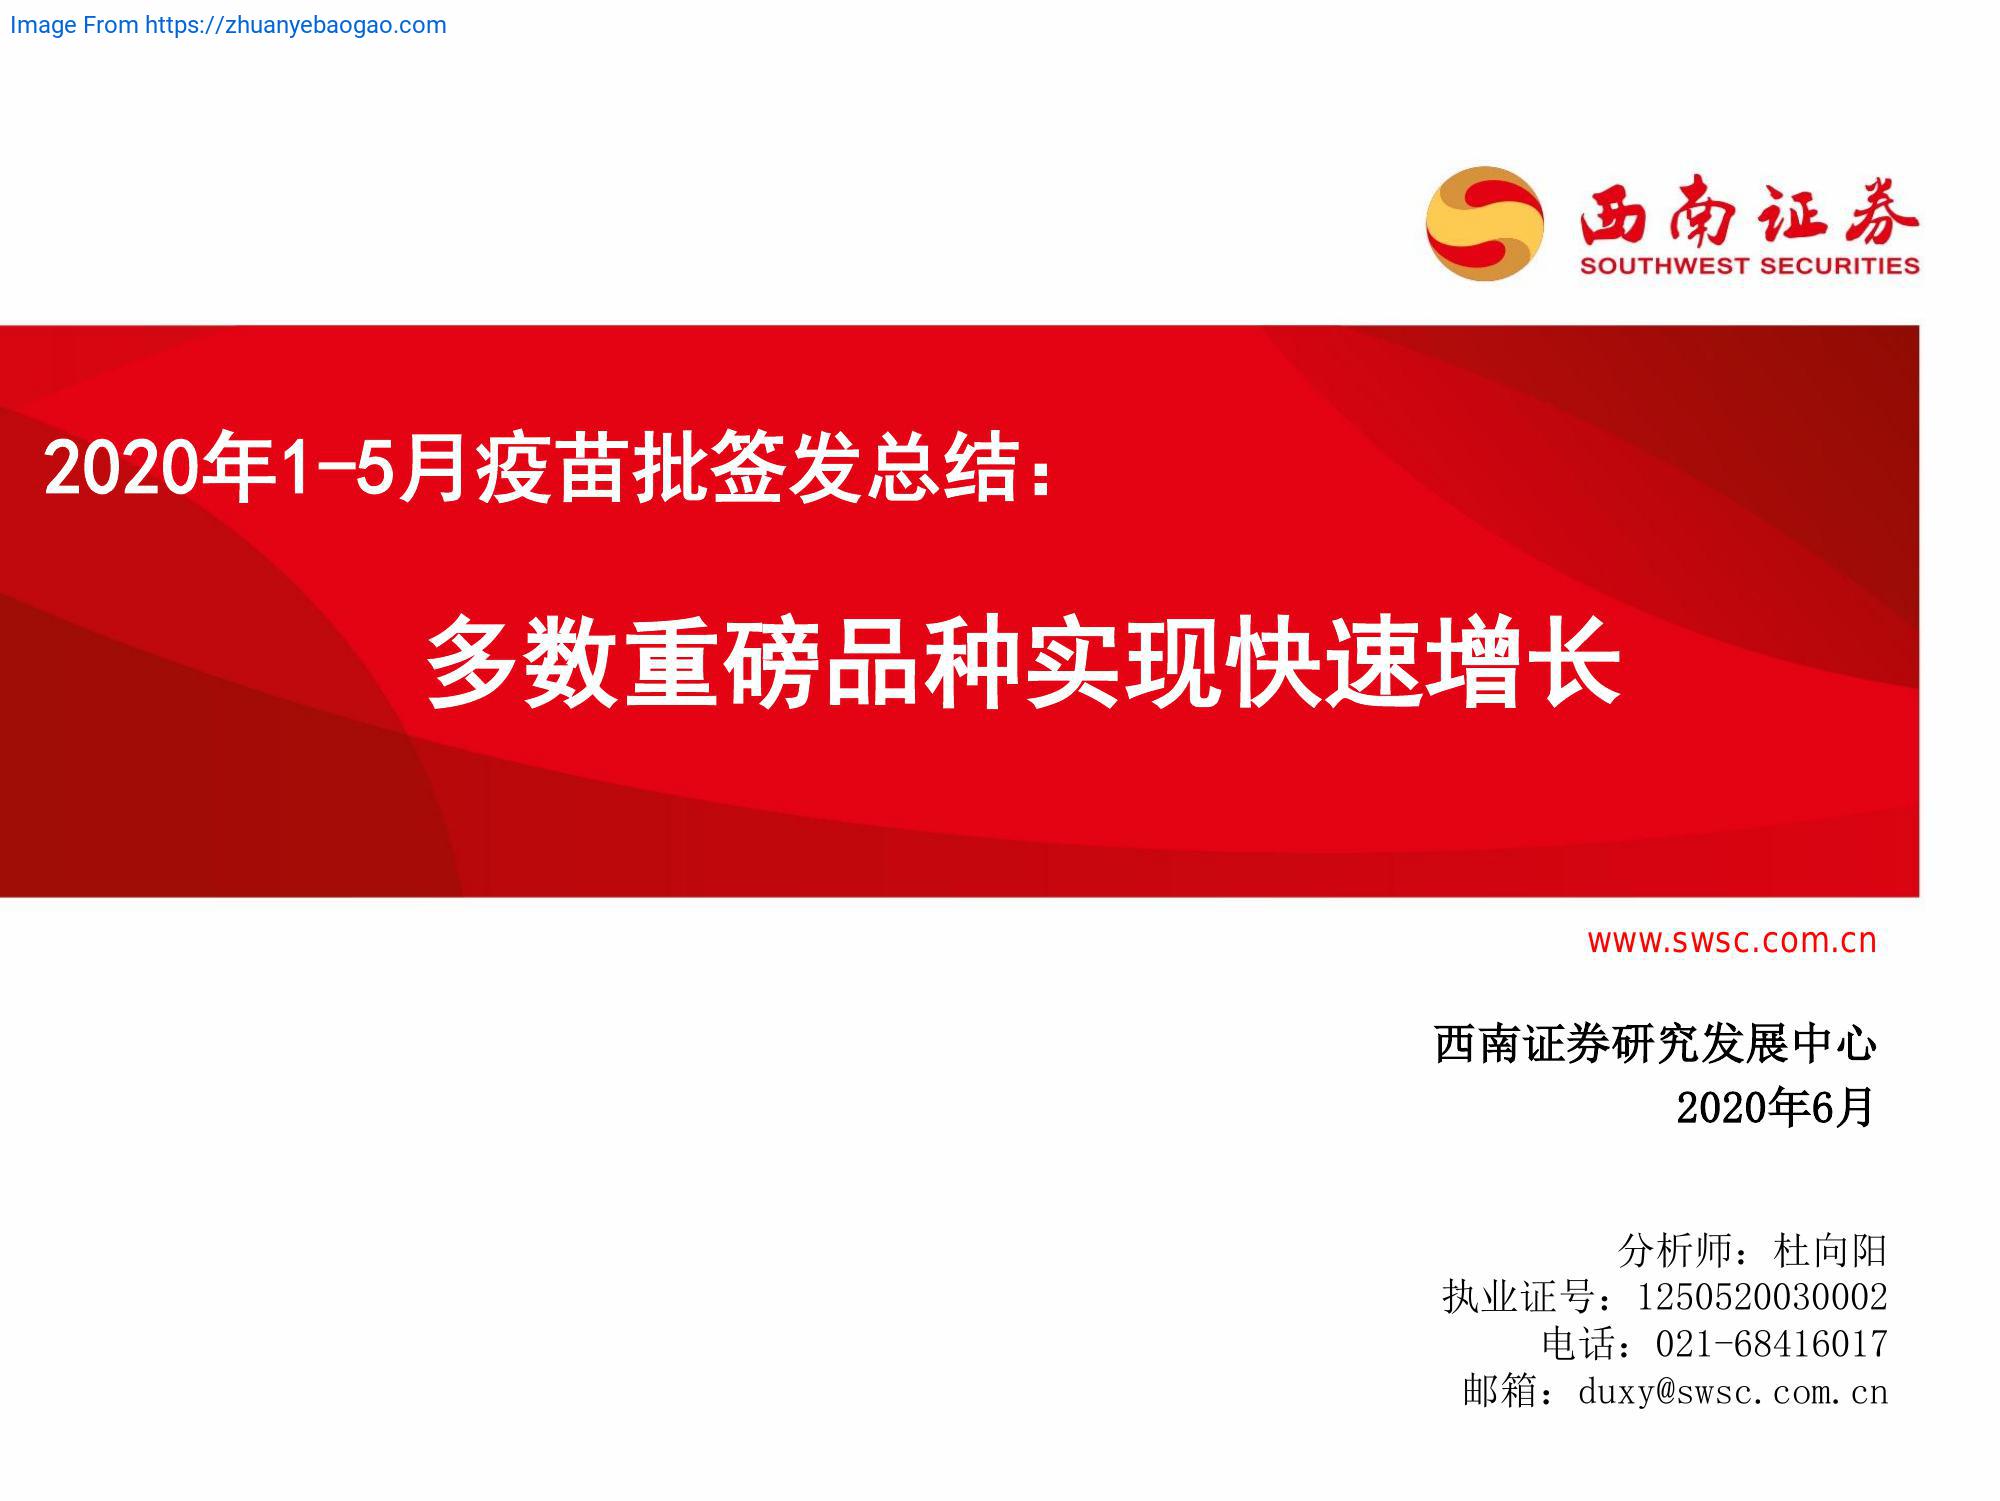 Image From https://zhuanyebaogao.com
西南证券
SOUTHWEST SECURITIES
2020年1-5月疫苗批签发总结：
多数重磅品种实现快速增长
www.swsc.com.cn
西南证券研究发展中心
2020年6月
分析师：杜向阳
执业证号：1250520030002
电话：021-68416017
邮箱：duxy@swsc.com.cn